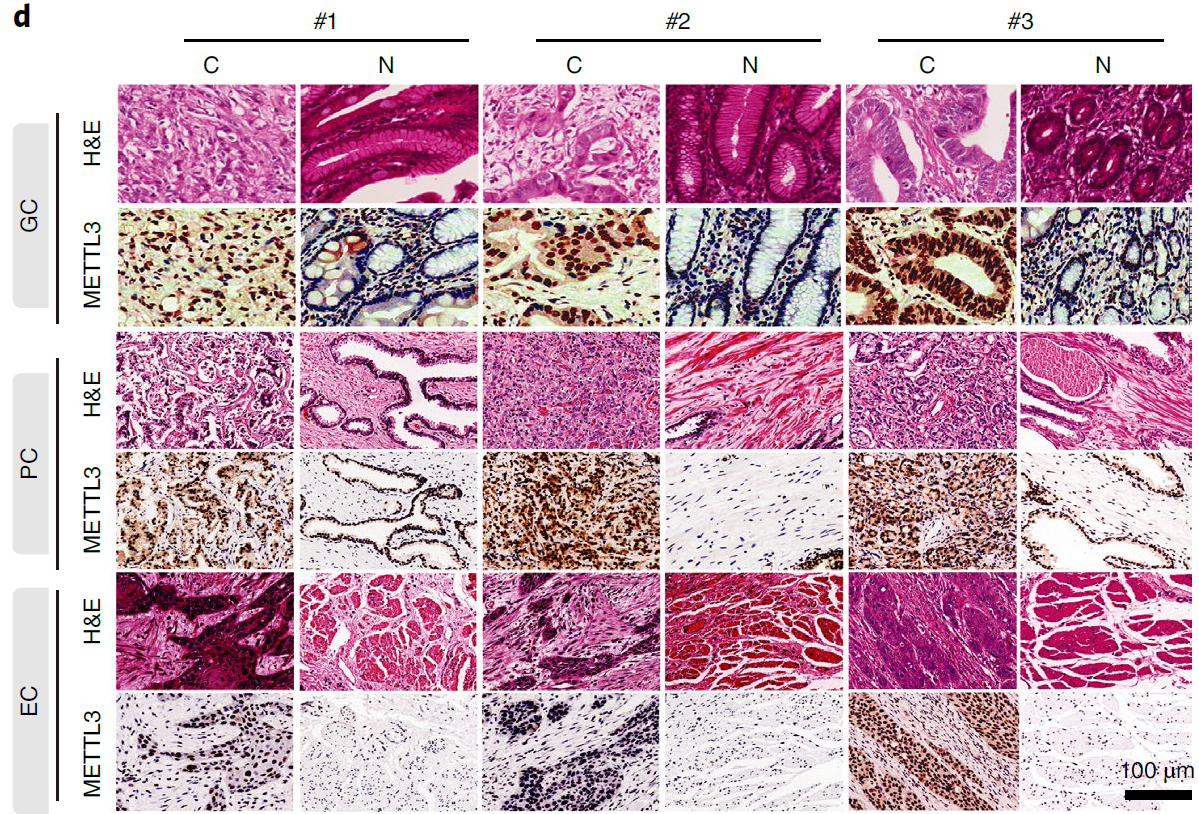 d
#1 #2 #3
C N C N C N
GC
H&E
METTL3
PC
H&E
METTL3
EC
H&E
METTL3
100 μm